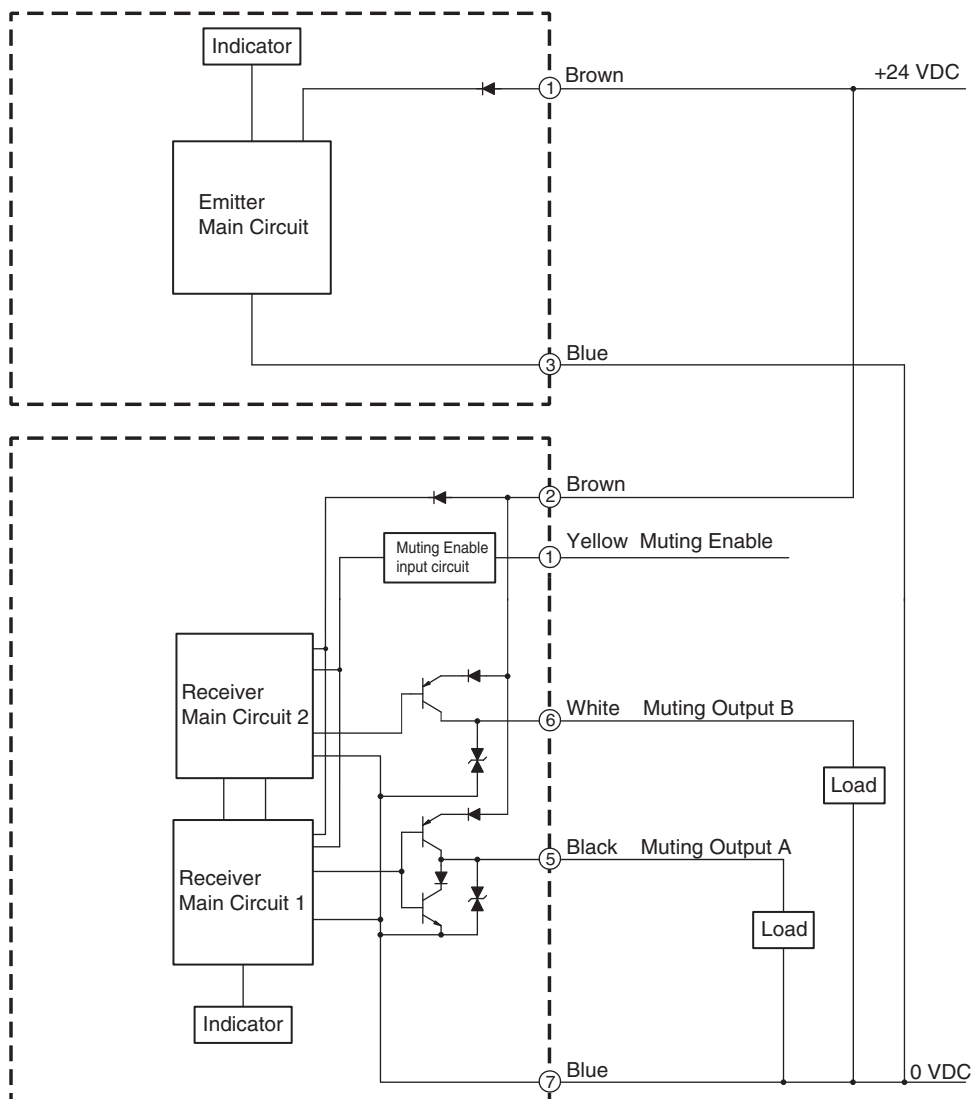 Indicator
1 Brown
+24 VDC
Emitter
Main Circuit
3 Blue
2 Brown
Muting Enable
input circuit
1 Yellow Muting Enable
Receiver
Main Circuit 2
6 White Muting Output B
Load
5 Black Muting Output A
Receiver
Main Circuit 1
Load
Indicator
7 Blue
0 VDC